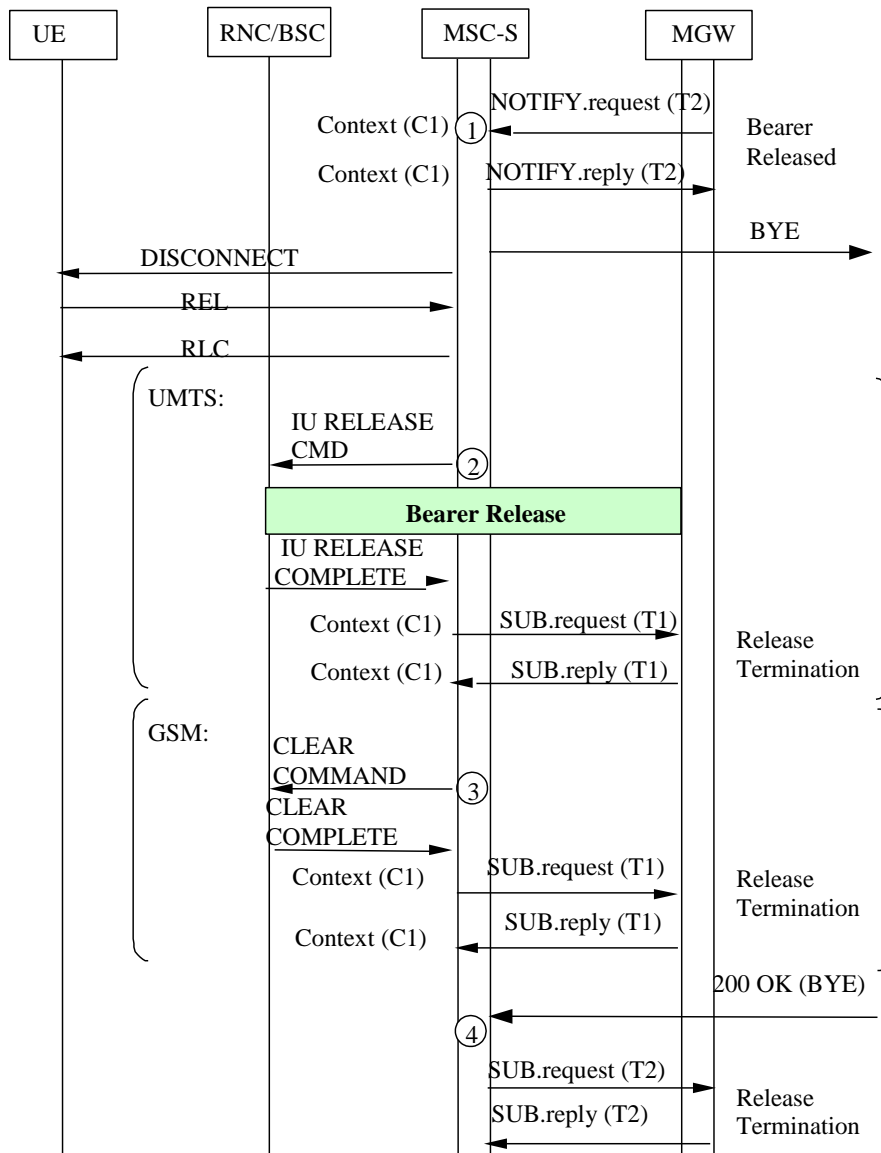 UE
RNC/BSC
MSC-S
MGW
NOTIFY.request (T2)
Context (C1)
1
Bearer
Released
Context (C1)
NOTIFY.reply (T2)
BYE
DISCONNECT
REL
RLC
UMTS:
IU RELEASE
CMD
2
Bearer Release
IU RELEASE
COMPLETE
Context (C1)
SUB.request (T1)
Release
Termination
Context (C1)
SUB.reply (T1)
GSM:
CLEAR
COMMAND
3
CLEAR
COMPLETE
Context (C1)
SUB.request (T1)
Release
Termination
Context (C1)
SUB.reply (T1)
200 OK (BYE)
4
SUB.request (T2)
Release
Termination
SUB.reply (T2)